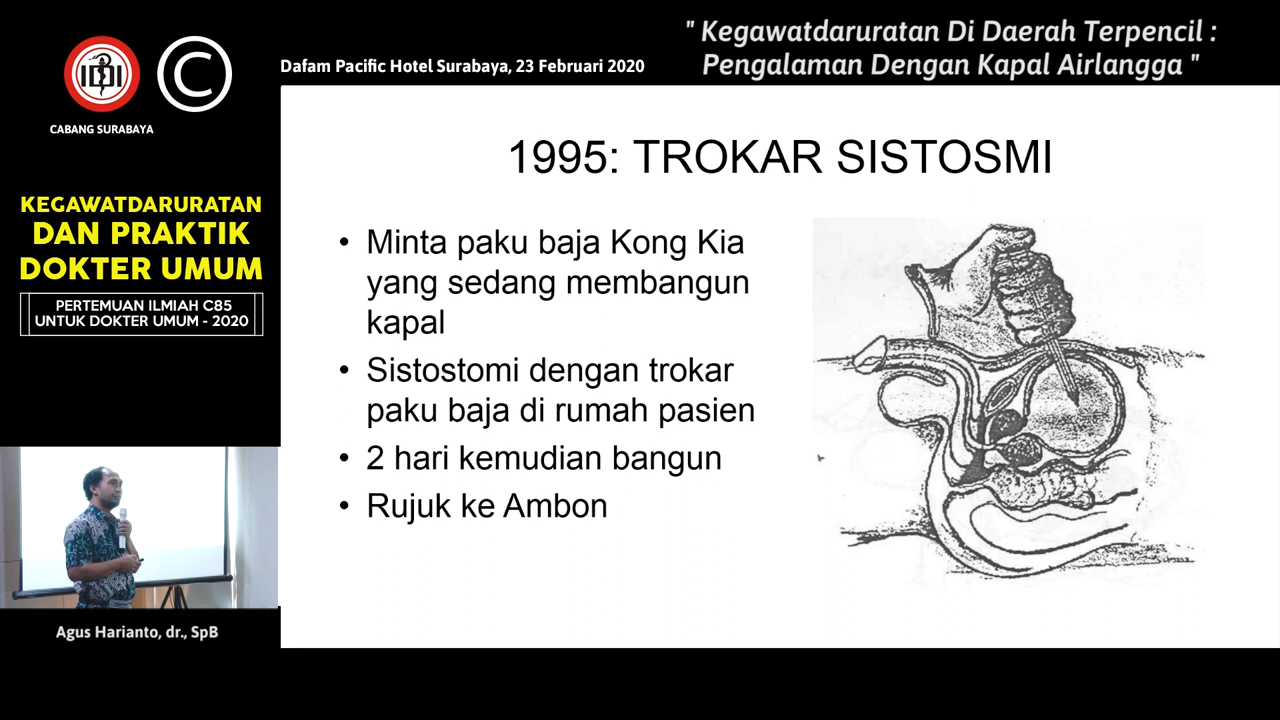 " Kegawatdaruratan Di Daerah Terpencil :
Pengalaman Dengan Kapal Airlangga "
Dafam Pacific Hotel Surabaya, 23 Februari 2020
IDI
C
CABANG SURABAYA
KEGAWATDARURATAN
DAN PRAKTIK
DOKTER UMUM
PERTEMUAN ILMIAH C85
UNTUK DOKTER UMUM - 2020
1995: TROKAR SISTOSMI
• Minta paku baja Kong Kia
yang sedang membangun
kapal
• Sistostomi dengan trokar
paku baja di rumah pasien
• 2 hari kemudian bangun
• Rujuk ke Ambon
Agus Harianto, dr., SpB